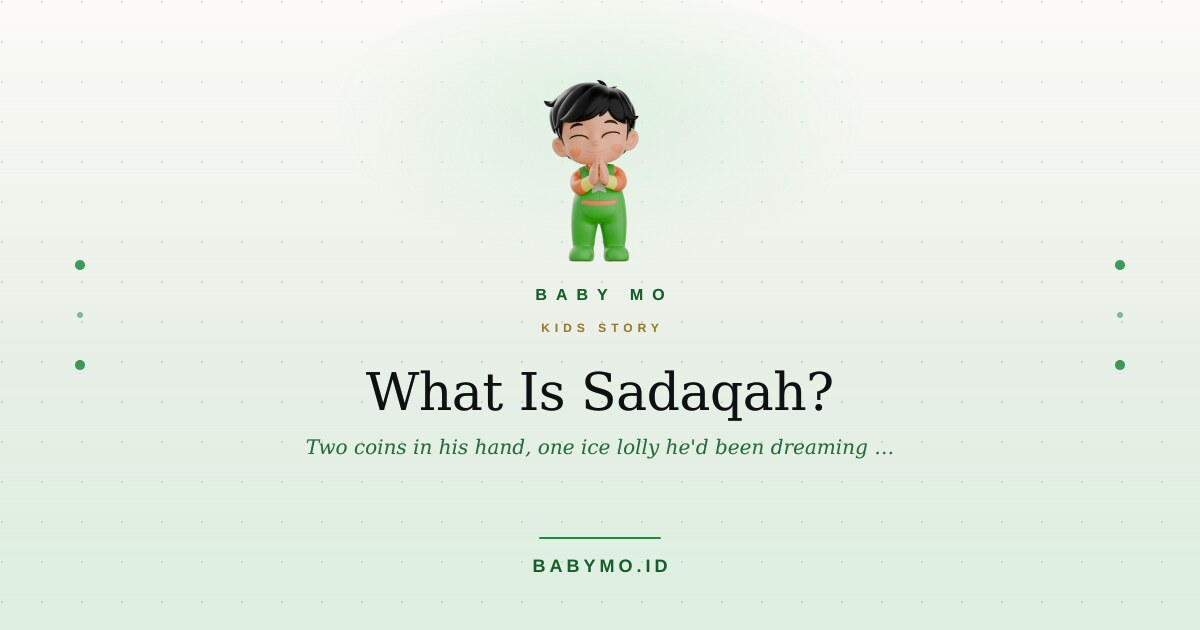 BABY MO
KIDS STORY
What Is Sadaqah?
Two coins in his hand, one ice lolly he'd been dreaming ...
BABYMO.ID